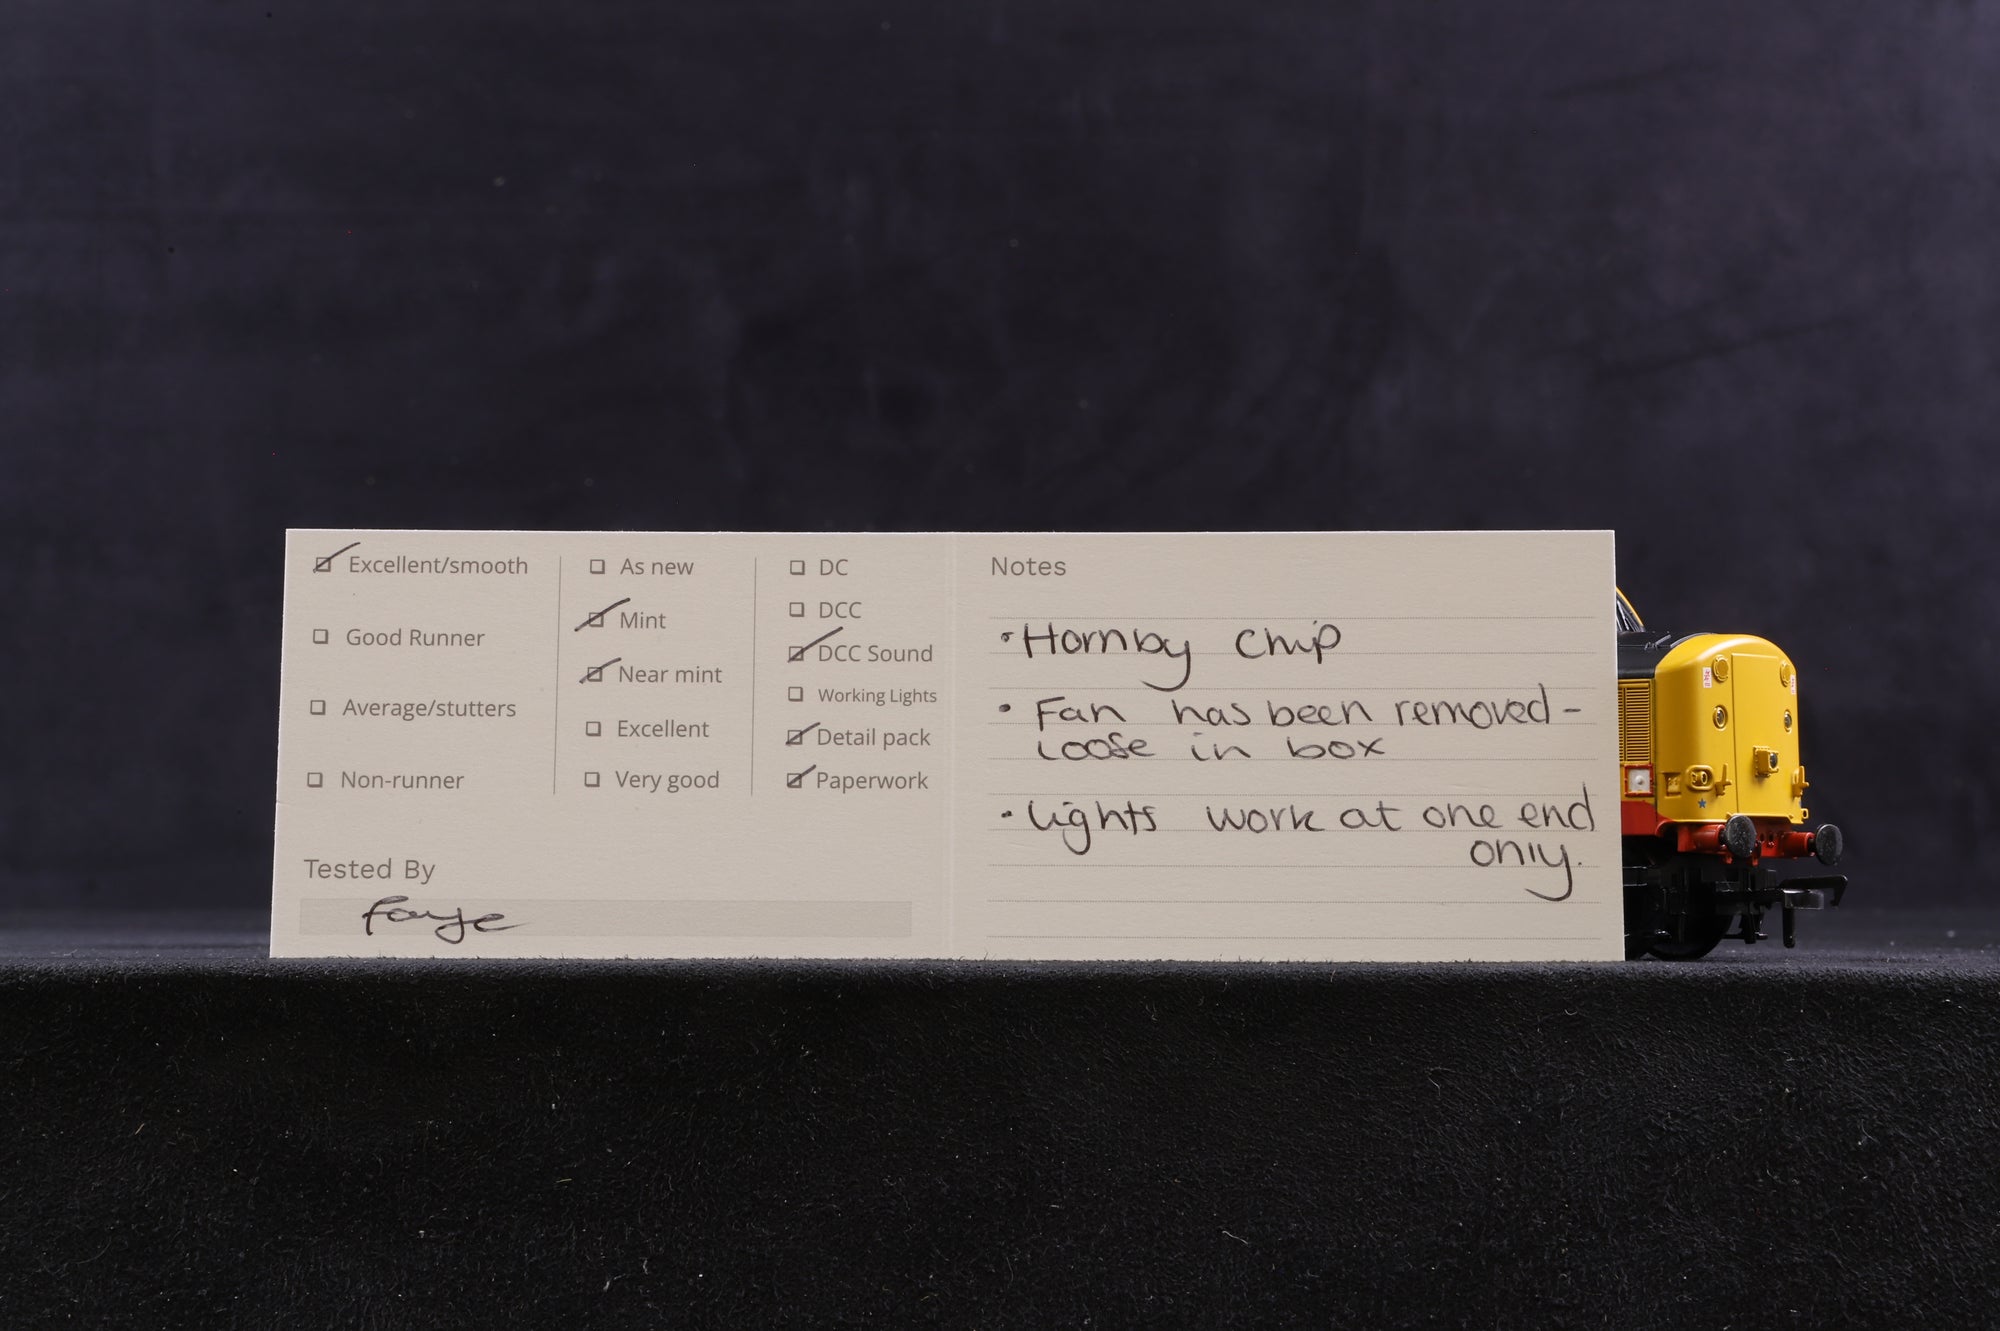 Excellent/smooth
Good Runner
Average/stutters
Non-runner
As new
Mint
Near mint
Excellent
Very good
DC
DCC
DCC Sound
Working Lights
Detail pack
Paperwork
Tested By
Faye
Notes
• Hornby Chip
• Fan has been removed -
loose in box
• Lights work at one end
only.